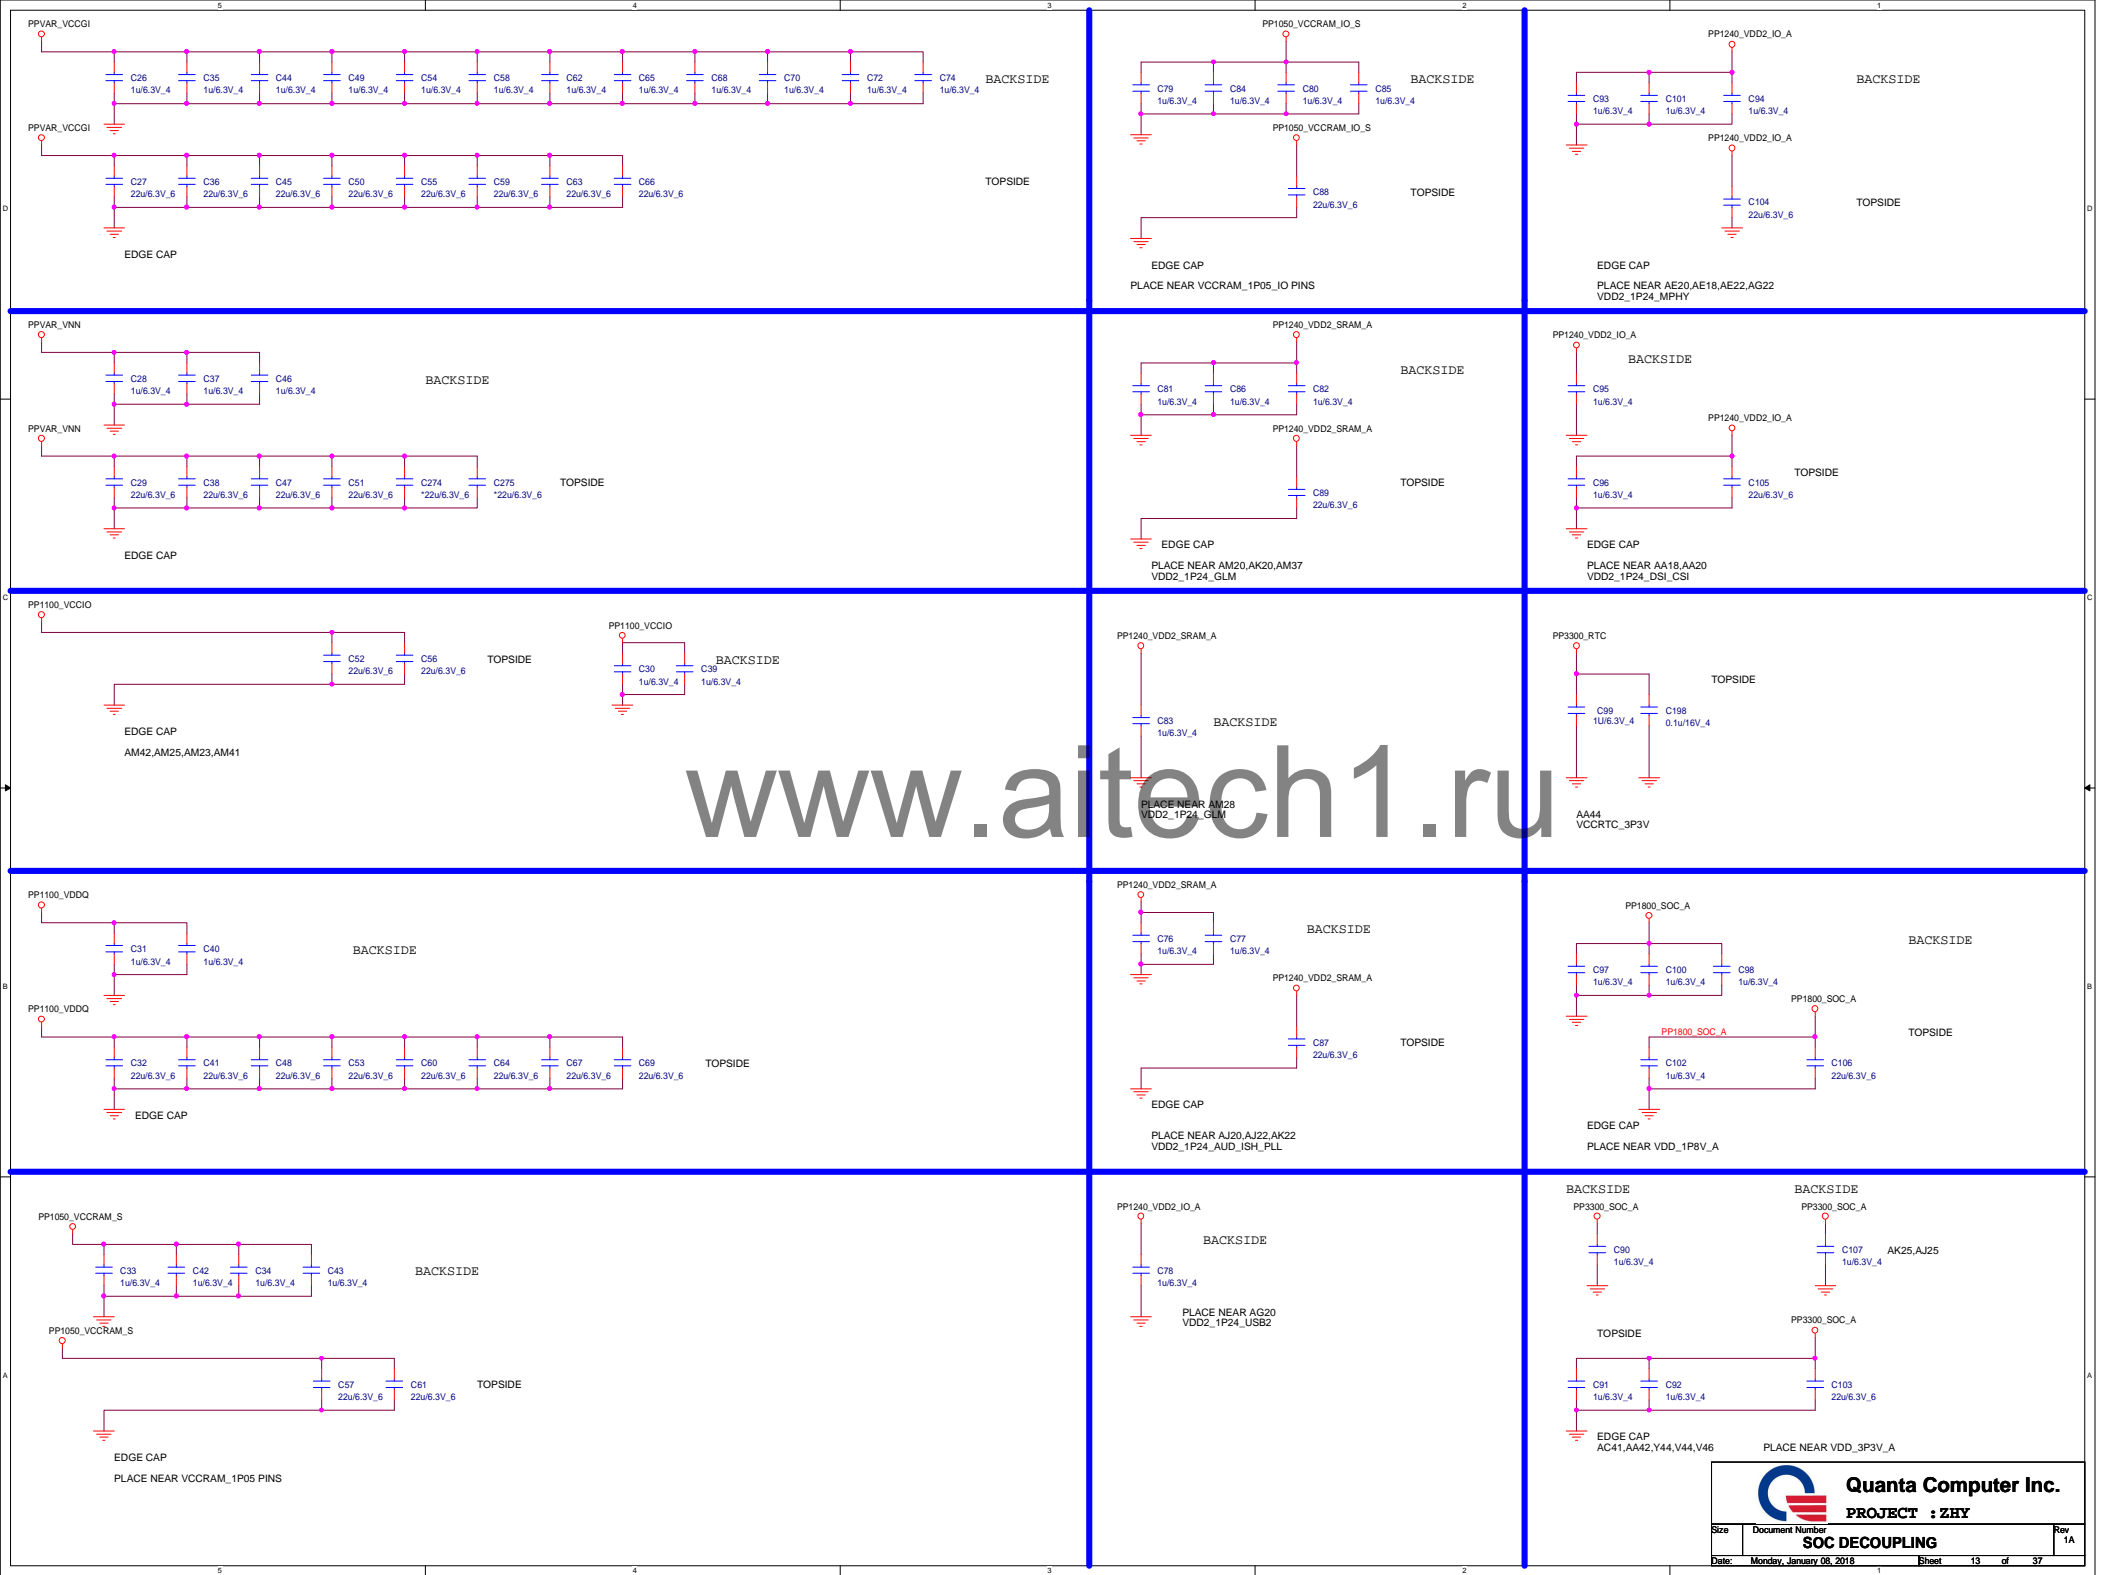 5 4 3 2 1
PPVAR_VCCGI
C26 C35 C44 C49 C54 C58 C62 C65 C68 C70 C72 C74
1u/6.3V_4 1u/6.3V_4 1u/6.3V_4 1u/6.3V_4 1u/6.3V_4 1u/6.3V_4 1u/6.3V_4 1u/6.3V_4 1u/6.3V_4 1u/6.3V_4 1u/6.3V_4 1u/6.3V_4
BACKSIDE
PPVAR_VCCGI
C27 C36 C45 C50 C55 C59 C63 C66
22u/6.3V_6 22u/6.3V_6 22u/6.3V_6 22u/6.3V_6 22u/6.3V_6 22u/6.3V_6 22u/6.3V_6 22u/6.3V_6
TOPSIDE
EDGE CAP
PP1050_VCCRAM_IO_S
C79 C84 C80 C85
1u/6.3V_4 1u/6.3V_4 1u/6.3V_4 1u/6.3V_4
BACKSIDE
PP1050_VCCRAM_IO_S
C88
22u/6.3V_6
TOPSIDE
EDGE CAP
PLACE NEAR VCCRAM_1P05_IO PINS
PP1240_VDD2_IO_A
C93 C101 C94
1u/6.3V_4 1u/6.3V_4 1u/6.3V_4
BACKSIDE
PP1240_VDD2_IO_A
C104
22u/6.3V_6
TOPSIDE
EDGE CAP
PLACE NEAR AE20,AE18,AE22,AG22
VDD2_1P24_MPHY
D D
PPVAR_VNN
C28 C37 C46
1u/6.3V_4 1u/6.3V_4 1u/6.3V_4
BACKSIDE
PPVAR_VNN
C29 C38 C47 C51 C274 C275
22u/6.3V_6 22u/6.3V_6 22u/6.3V_6 22u/6.3V_6 *22u/6.3V_6 *22u/6.3V_6
TOPSIDE
EDGE CAP
PP1240_VDD2_SRAM_A
C81 C86 C82
1u/6.3V_4 1u/6.3V_4 1u/6.3V_4
BACKSIDE
PP1240_VDD2_SRAM_A
C89
22u/6.3V_6
TOPSIDE
EDGE CAP
PLACE NEAR AM20,AK20,AM37
VDD2_1P24_GLM
PP1240_VDD2_IO_A
BACKSIDE
C95
1u/6.3V_4
PP1240_VDD2_IO_A
C96 C105
1u/6.3V_4 22u/6.3V_6
TOPSIDE
EDGE CAP
PLACE NEAR AA18,AA20
VDD2_1P24_DSI_CSI
C C
PP1100_VCCIO
C52 C56
22u/6.3V_6 22u/6.3V_6
TOPSIDE
EDGE CAP
AM42,AM25,AM23,AM41
PP1100_VCCIO
C30 C39
1u/6.3V_4 1u/6.3V_4
BACKSIDE
PP1240_VDD2_SRAM_A
C83
1u/6.3V_4
BACKSIDE
PLACE NEAR AM28
VDD2_1P24_GLM
PP3300_RTC
C99 C198
1U/6.3V_4 0.1u/16V_4
TOPSIDE
AA44
VCCRTC_3P3V
www.aitech1.ru
PP1100_VDDQ
C31 C40
1u/6.3V_4 1u/6.3V_4
BACKSIDE
PP1100_VDDQ
C32 C41 C48 C53 C60 C64 C67 C69
22u/6.3V_6 22u/6.3V_6 22u/6.3V_6 22u/6.3V_6 22u/6.3V_6 22u/6.3V_6 22u/6.3V_6 22u/6.3V_6
TOPSIDE
EDGE CAP
PP1240_VDD2_SRAM_A
C76 C77
1u/6.3V_4 1u/6.3V_4
BACKSIDE
PP1240_VDD2_SRAM_A
C87
22u/6.3V_6
TOPSIDE
EDGE CAP
PLACE NEAR AJ20,AJ22,AK22
VDD2_1P24_AUD_ISH_PLL
PP1800_SOC_A
C97 C100 C98
1u/6.3V_4 1u/6.3V_4 1u/6.3V_4
BACKSIDE
PP1800_SOC_A
PP1800_SOC_A
C102 C106
1u/6.3V_4 22u/6.3V_6
TOPSIDE
EDGE CAP
PLACE NEAR VDD_1P8V_A
B B
PP1050_VCCRAM_S
C33 C42 C34 C43
1u/6.3V_4 1u/6.3V_4 1u/6.3V_4 1u/6.3V_4
BACKSIDE
PP1050_VCCRAM_S
C57 C61
22u/6.3V_6 22u/6.3V_6
TOPSIDE
EDGE CAP
PLACE NEAR VCCRAM_1P05 PINS
PP1240_VDD2_IO_A
BACKSIDE
C78
1u/6.3V_4
PLACE NEAR AG20
VDD2_1P24_USB2
BACKSIDE BACKSIDE
PP3300_SOC_A PP3300_SOC_A
C90 C107 AK25,AJ25
1u/6.3V_4 1u/6.3V_4
PP3300_SOC_A
TOPSIDE
C91 C92 C103
1u/6.3V_4 1u/6.3V_4 22u/6.3V_6
EDGE CAP
AC41,AA42,Y44,V44,V46 PLACE NEAR VDD_3P3V_A
A A
Quanta Computer Inc.
PROJECT : ZHY
Size Document Number Rev
SOC DECOUPLING 1A
Date: Monday, January 08, 2018 Sheet 13 of 37
5 4 3 2 1